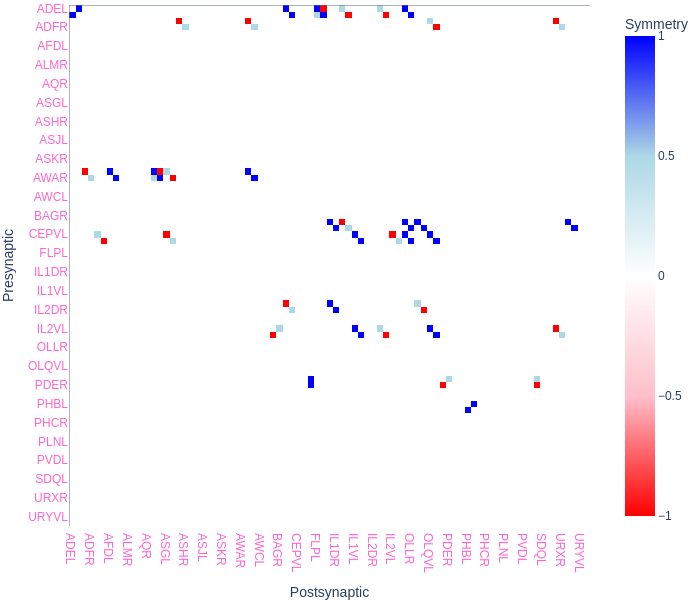 Symmetry
1
0.5
0
−0.5
−1
Presynaptic
ADEL
ADFR
AFDL
ALMR
AQR
ASGL
ASHR
ASJL
ASKR
AWAR
AWCL
BAGR
CEPVL
FLPL
IL1DR
IL1VL
IL2DR
IL2VL
OLLR
OLQVL
PDER
PHBL
PHCR
PLNL
PVDL
SDQL
URXR
URYVL
ADEL
ADFR
AFDL
ALMR
AQR
ASGL
ASHR
ASJL
ASKR
AWAR
AWCL
BAGR
CEPVL
FLPL
IL1DR
IL1VL
IL2DR
IL2VL
OLLR
OLQVL
PDER
PHBL
PHCR
PLNL
PVDL
SDQL
URXR
URYVL
Postsynaptic